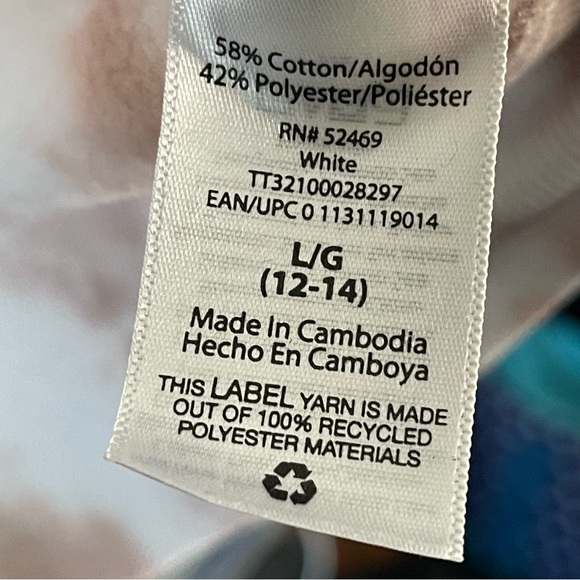 58% Cotton/Algodón
42% Polyester/Poliéster
RN# 52469
White
TT32100028297
EAN/UPC 0 1131119014
L/G
(12-14)
Made In Cambodia
Hecho En Camboya
THIS LABEL YARN IS MADE
OUT OF 100% RECYCLED
POLYESTER MATERIALS